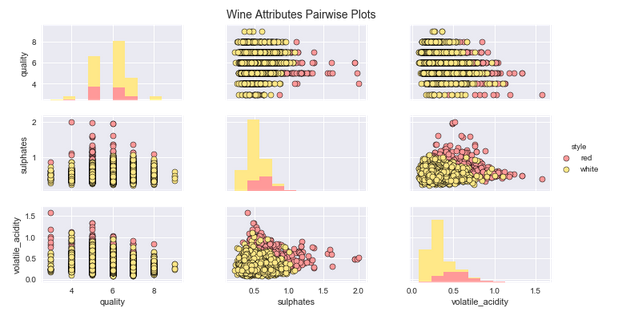 Wine Attributes Pairwise Plots
quality
8
6
4
sulphates
2
1
style
red
white
volatile_acidity
1.5
1.0
0.5
0.0
4 6 8
0.5 1.0 1.5 2.0
0.0 0.5 1.0 1.5
quality
sulphates
volatile_acidity